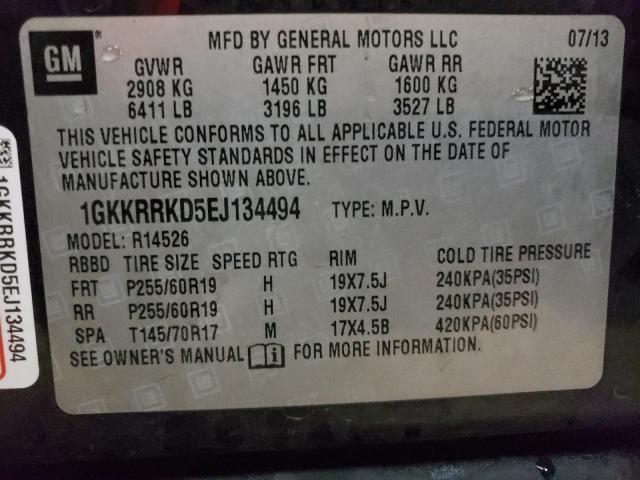 GM
MFD BY GENERAL MOTORS LLC 07/13
GVWR GAWR FRT GAWR RR
2908 KG 1450 KG 1600 KG
6411 LB 3196 LB 3527 LB
THIS VEHICLE CONFORMS TO ALL APPLICABLE U.S. FEDERAL MOTOR
VEHICLE SAFETY STANDARDS IN EFFECT ON THE DATE OF
MANUFACTURE SHOWN ABOVE.
1GKKRRKD5EJ134494 TYPE: M.P.V.
MODEL: R14526
RBBD TIRE SIZE SPEED RTG RIM COLD TIRE PRESSURE
FRT P255/60R19 H 19X7.5J 240KPA(35PSI)
RR P255/60R19 H 19X7.5J 240KPA(35PSI)
SPA T145/70R17 M 17X4.5B 420KPA(60PSI)
SEE OWNER'S MANUAL i FOR MORE INFORMATION.
1GKKRRKD5EJ134494